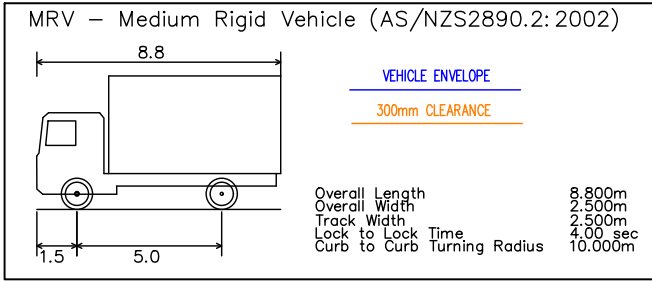 MRV - Medium Rigid Vehicle (AS/NZS2890.2:2002)
8.8
VEHICLE ENVELOPE
300mm CLEARANCE
Overall Length 8.800m
Overall Width 2.500m
Track Width 2.500m
Lock to Lock Time 4.00 sec
Curb to Curb Turning Radius 10.000m
1.5 5.0